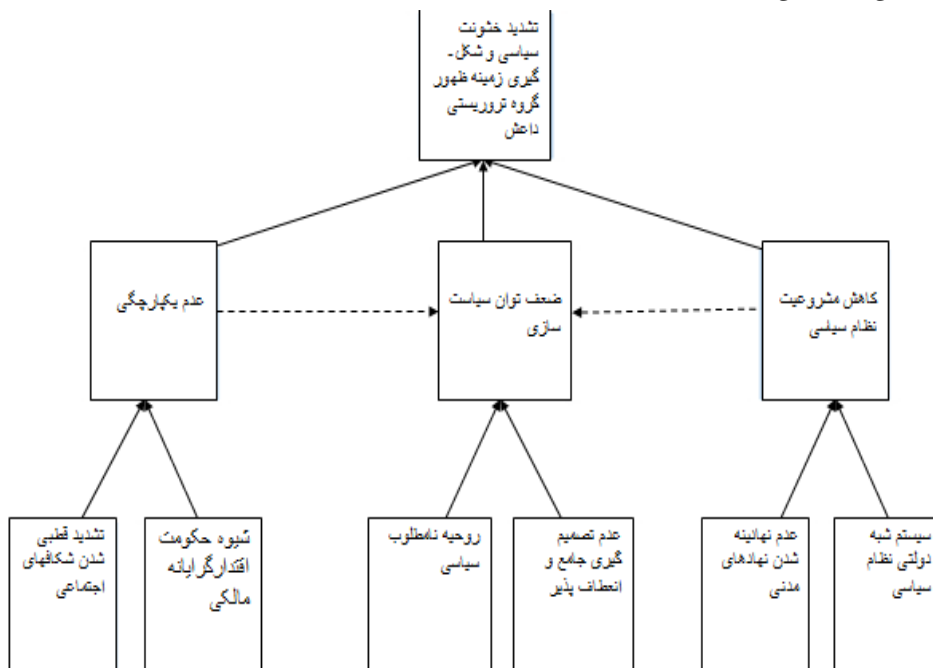 تشدید خشونت
سیاسی و شکل-
گیری زمینه ظهور
گروه تروریستی
داعش
کاهش مشروعیت
نظام سیاسی
ضعف توان سیاست
سازی
عدم یکپارچگی
سیستم شبه
دولتی نظام
سیاسی
عدم نهادینه
شدن نهادهای
مدنی
عدم تصمیم
گیری جامع و
انعطاف پذیر
روحیه نامطلوب
سیاسی
شیوه حکومت
اقتدارگرایانه
مالکی
تشدید قطبی
شدن شکافهای
اجتماعی